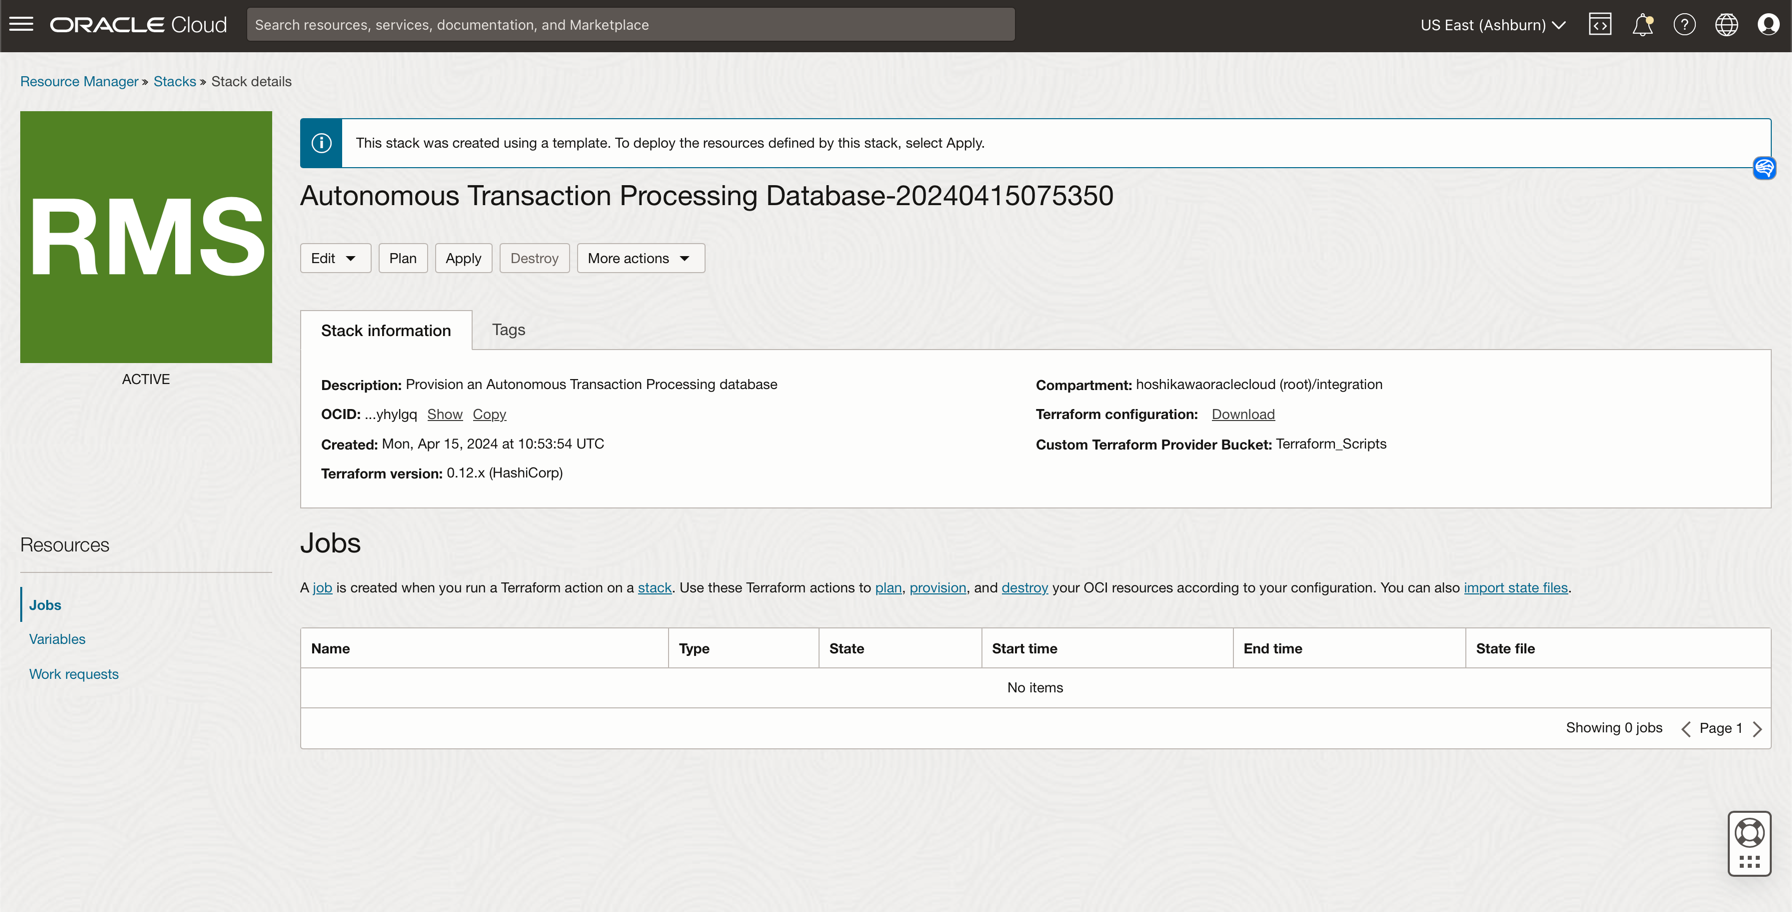 ORACLE Cloud
Search resources, services, documentation, and Marketplace
US East (Ashburn)
Resource Manager » Stacks » Stack details
RMS
ACTIVE
This stack was created using a template. To deploy the resources defined by this stack, select Apply.
Autonomous Transaction Processing Database-20240415075350
Edit Plan Apply Destroy More actions
Stack information Tags
Description: Provision an Autonomous Transaction Processing database
OCID: ...yhylgq Show Copy
Created: Mon, Apr 15, 2024 at 10:53:54 UTC
Terraform version: 0.12.x (HashiCorp)
Compartment: hoshikawaoraclecloud (root)/integration
Terraform configuration: Download
Custom Terraform Provider Bucket: Terraform_Scripts
Resources
Jobs
Variables
Work requests
Jobs
A job is created when you run a Terraform action on a stack. Use these Terraform actions to plan, provision, and destroy your OCI resources according to your configuration. You can also import state files.
Name Type State Start time End time State file
No items
Showing 0 jobs Page 1